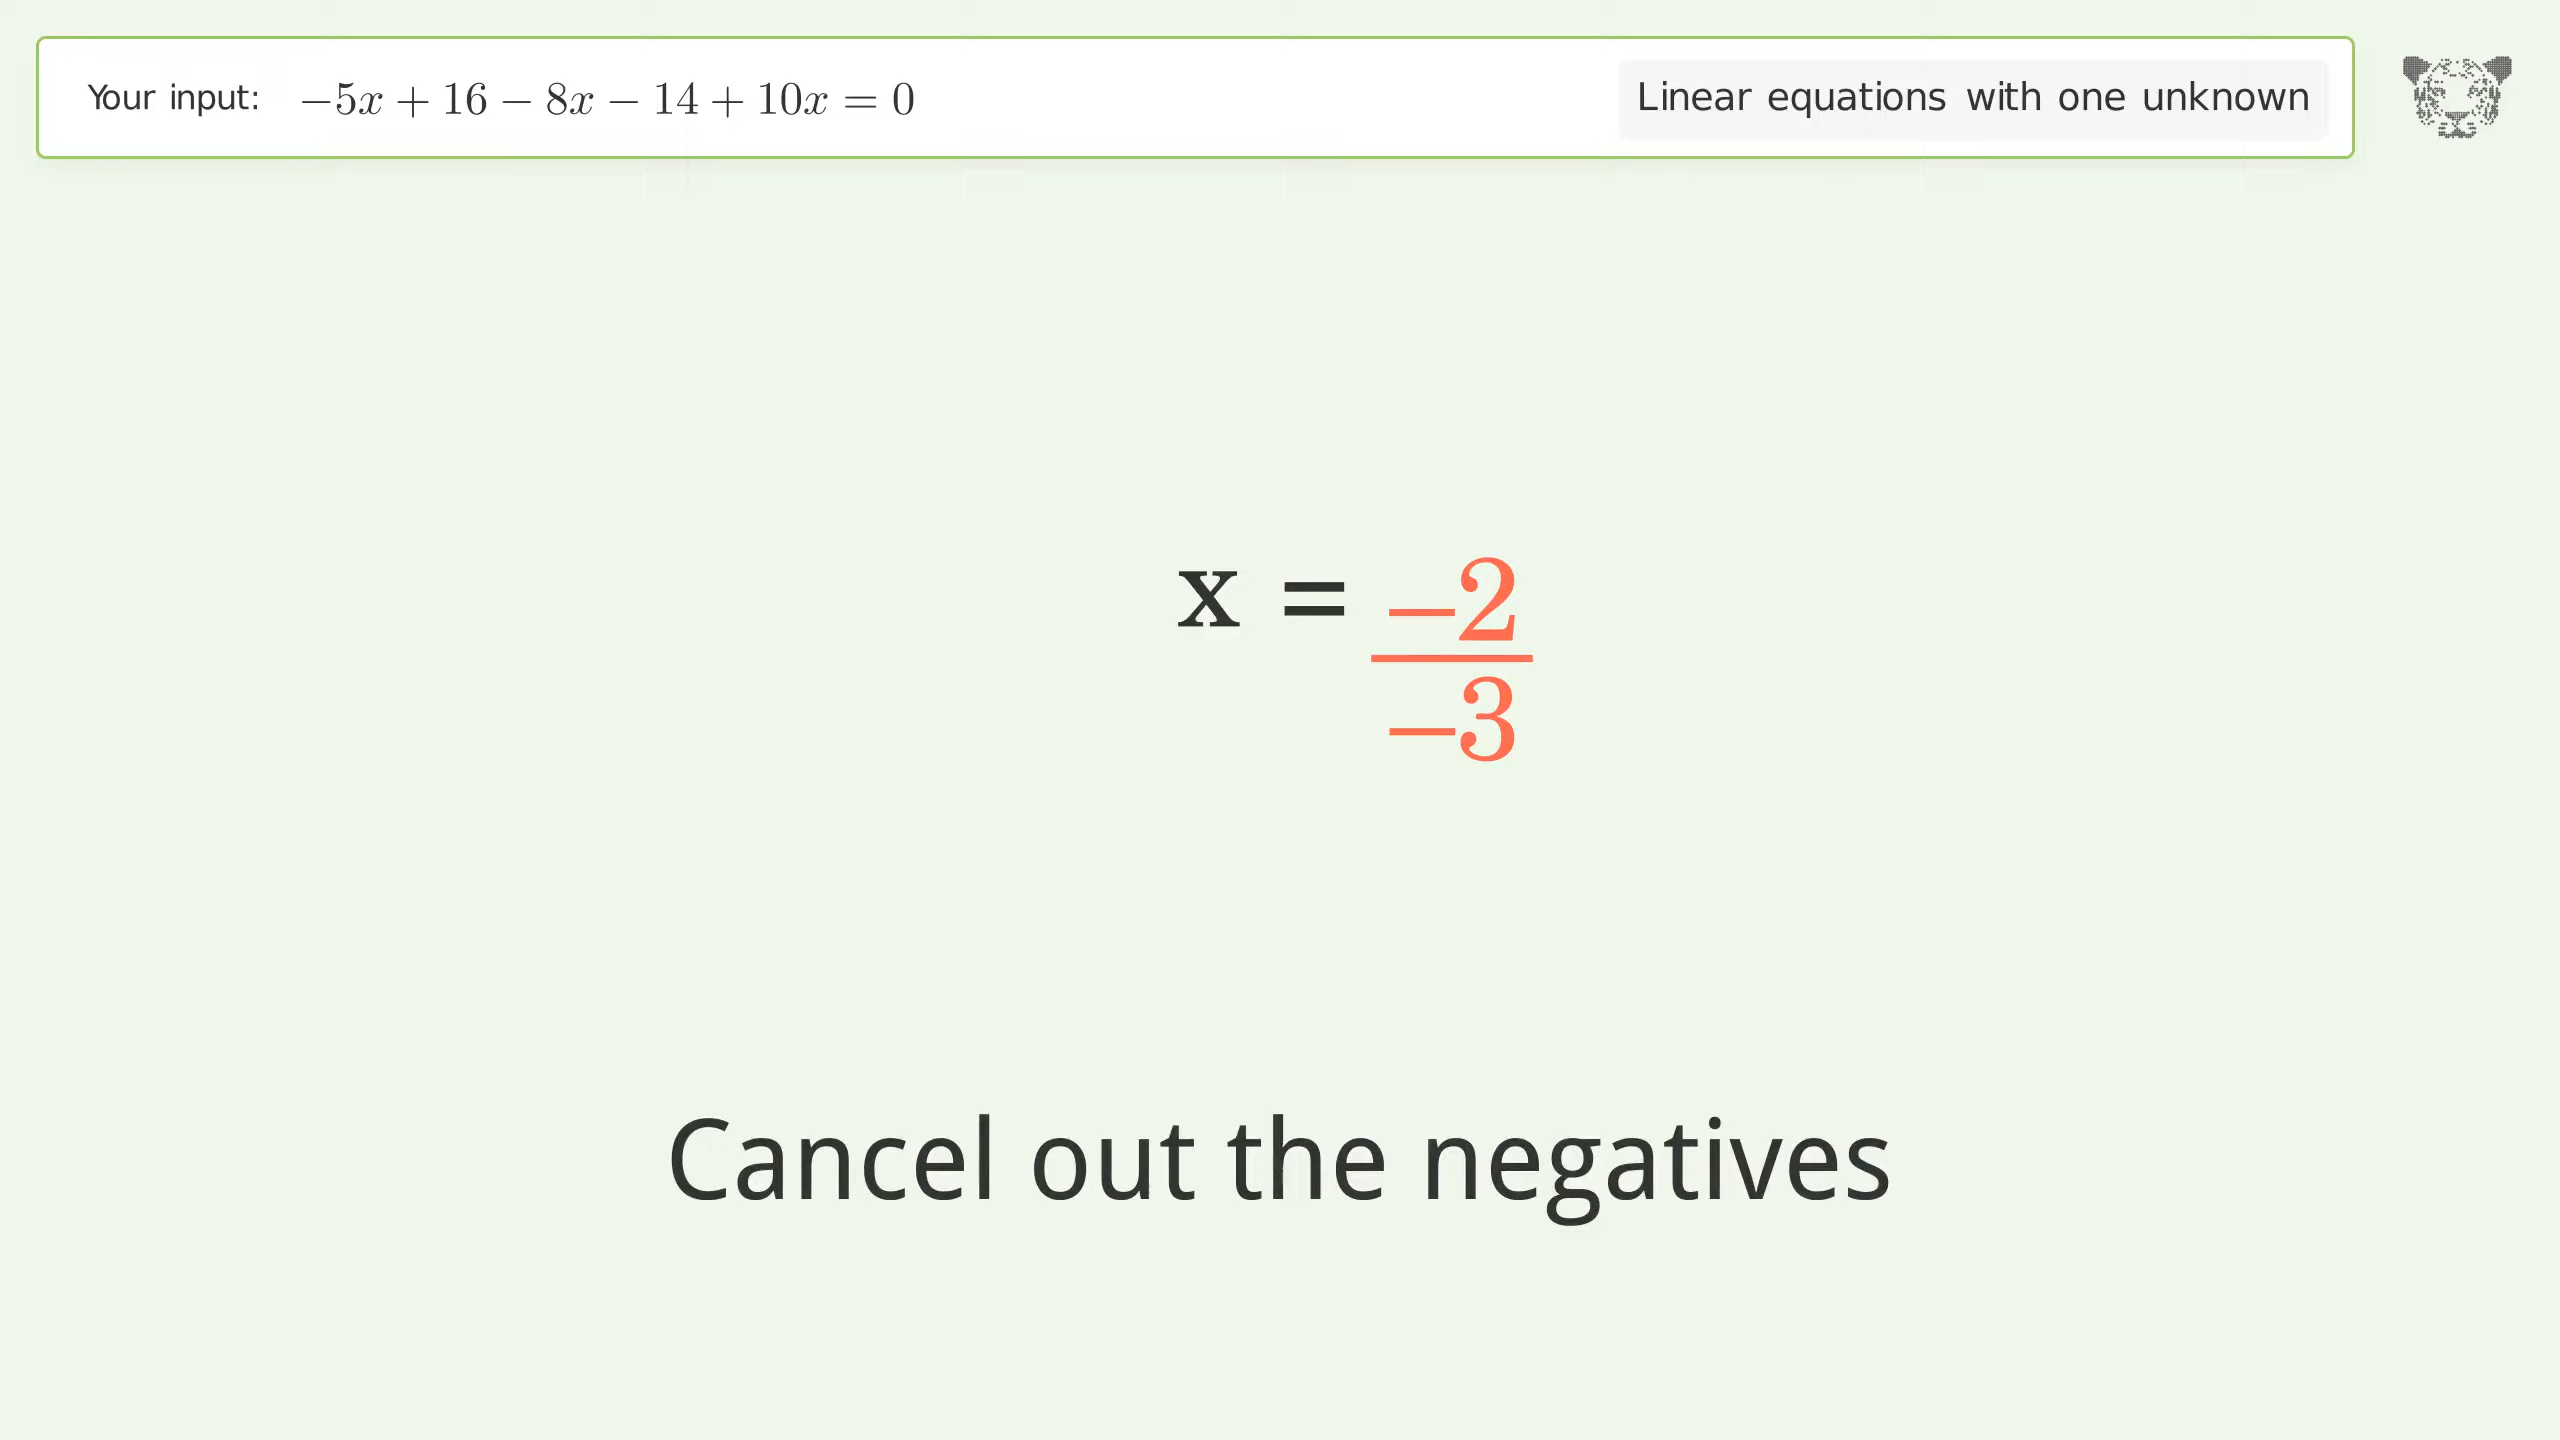 Your input: −5x + 16 − 8x − 14 + 10x = 0
Linear equations with one unknown
x = −2/−3
Cancel out the negatives